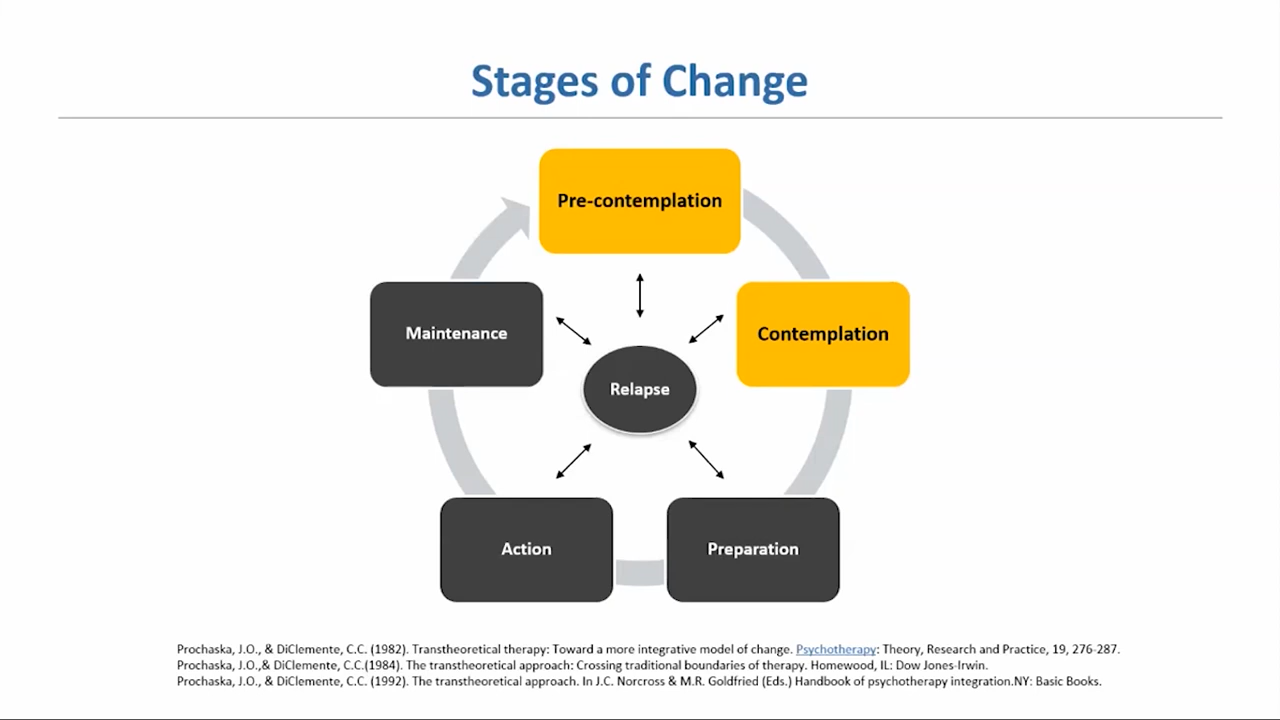 Stages of Change
Pre-contemplation
Maintenance
Contemplation
Relapse
Action
Preparation
Prochaska, J.O., & DiClemente, C.C. (1982). Transtheoretical therapy: Toward a more integrative model of change. Psychotherapy: Theory, Research and Practice, 19, 276-287.
Prochaska, J.O.,& DiClemente, C.C.(1984). The transtheoretical approach: Crossing traditional boundaries of therapy. Homewood, IL: Dow Jones-Irwin.
Prochaska, J.O., & DiClemente, C.C. (1992). The transtheoretical approach. In J.C. Norcross & M.R. Goldfried (Eds.) Handbook of psychotherapy integration.NY: Basic Books.